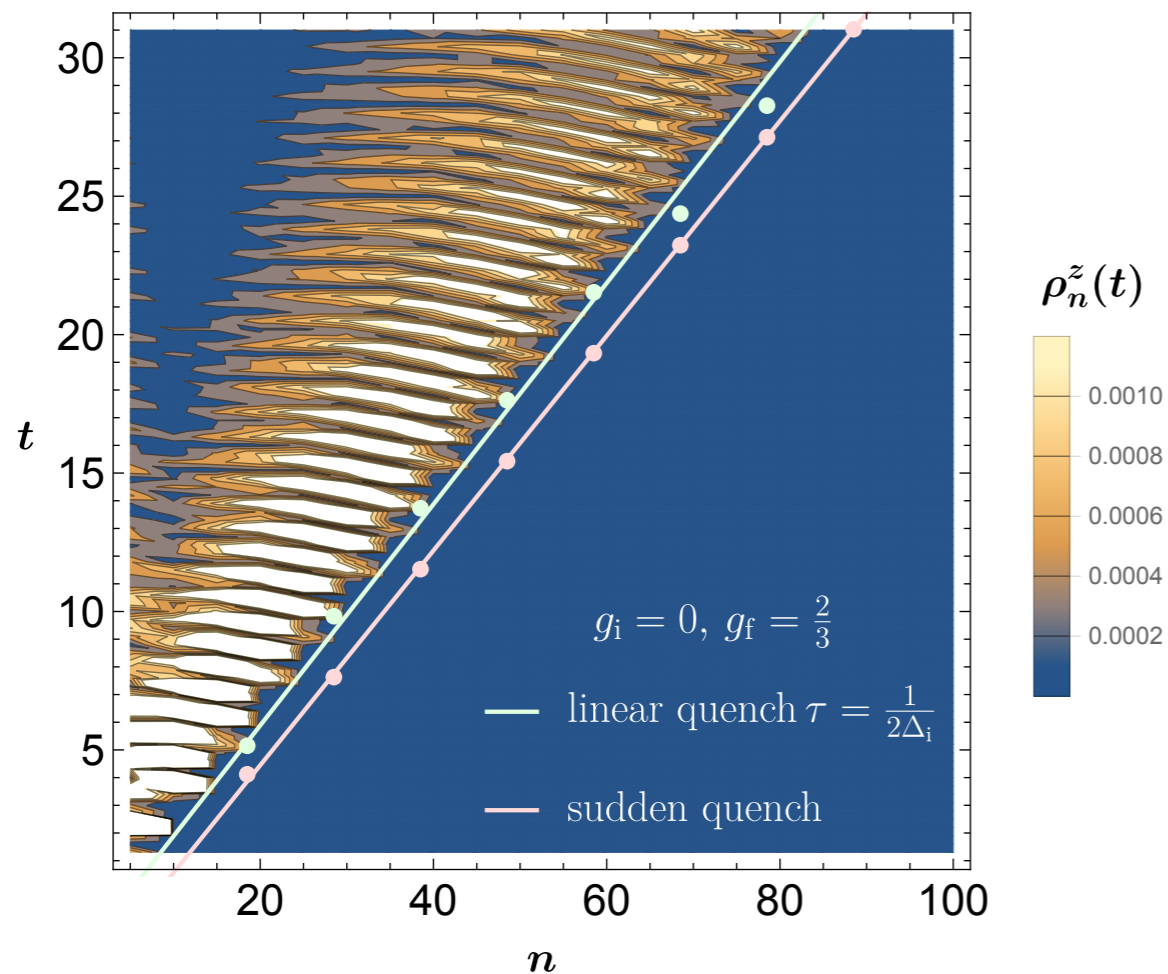 30
25
20
15
10
5
t
20
40
60
80
100
n
g_i = 0, g_f = 2/3
linear quench τ = 1/(2Δ_i)
sudden quench
ρ_n^z(t)
0.0010
0.0008
0.0006
0.0004
0.0002